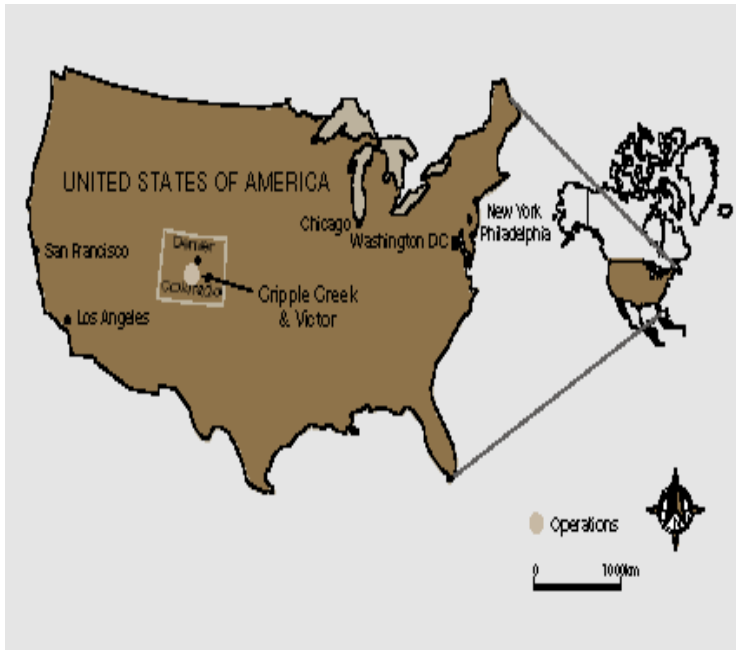 UNITED STATES OF AMERICA
Chicago
New York
Philadelphia
Washington DC
San Francisco
Denver
Colorado
Cripple Creek
& Victor
Los Angeles
Operations
0 1000km